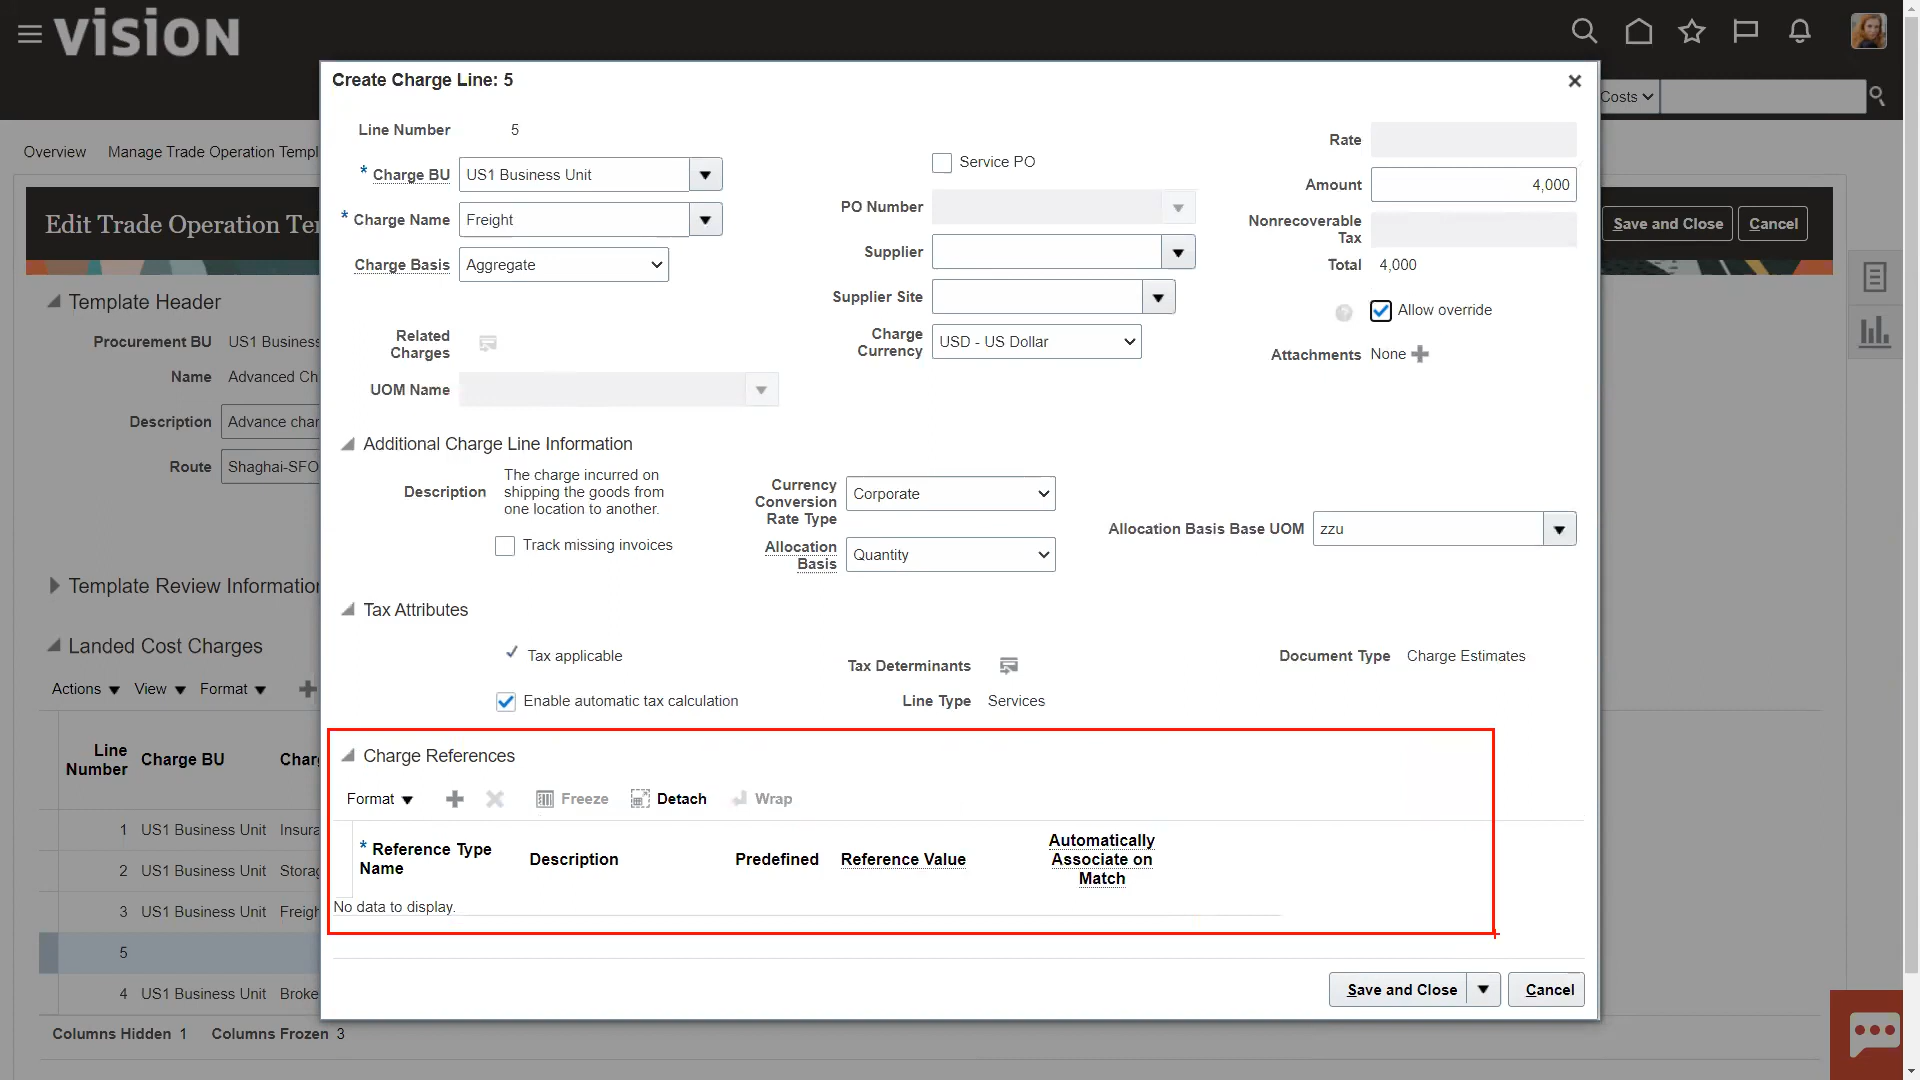 vision
Create Charge Line: 5
Costs
Line Number 5
Rate
Overview Manage Trade Operation Templ
* Charge BU US1 Business Unit
Service PO
Amount 4,000
Edit Trade Operation Te
* Charge Name Freight
PO Number
Nonrecoverable
Tax
Save and Close Cancel
Charge Basis Aggregate
Supplier
Total 4,000
Template Header
Supplier Site
Allow override
Procurement BU US1 Business
Related
Charges
Charge
Currency
USD - US Dollar
Attachments None
Name Advanced Ch
UOM Name
Description Advance char
Additional Charge Line Information
Route Shaghai-SFO
Description
The charge incurred on
shipping the goods from
one location to another.
Currency
Conversion
Rate Type
Corporate
Allocation Basis Base UOM zzu
Track missing invoices
Allocation
Basis
Quantity
Template Review Information
Tax Attributes
Landed Cost Charges
Tax applicable
Tax Determinants
Document Type Charge Estimates
Actions View Format
Enable automatic tax calculation
Line Type Services
Charge References
Line
Number
Charge BU
Format Freeze Detach Wrap
* Reference Type
Name
Description
Predefined
Reference Value
Automatically
Associate on
Match
No data to display.
1 US1 Business Unit Insura
2 US1 Business Unit Storag
3 US1 Business Unit Freigh
5
4 US1 Business Unit Broke
Save and Close Cancel
Columns Hidden 1 Columns Frozen 3